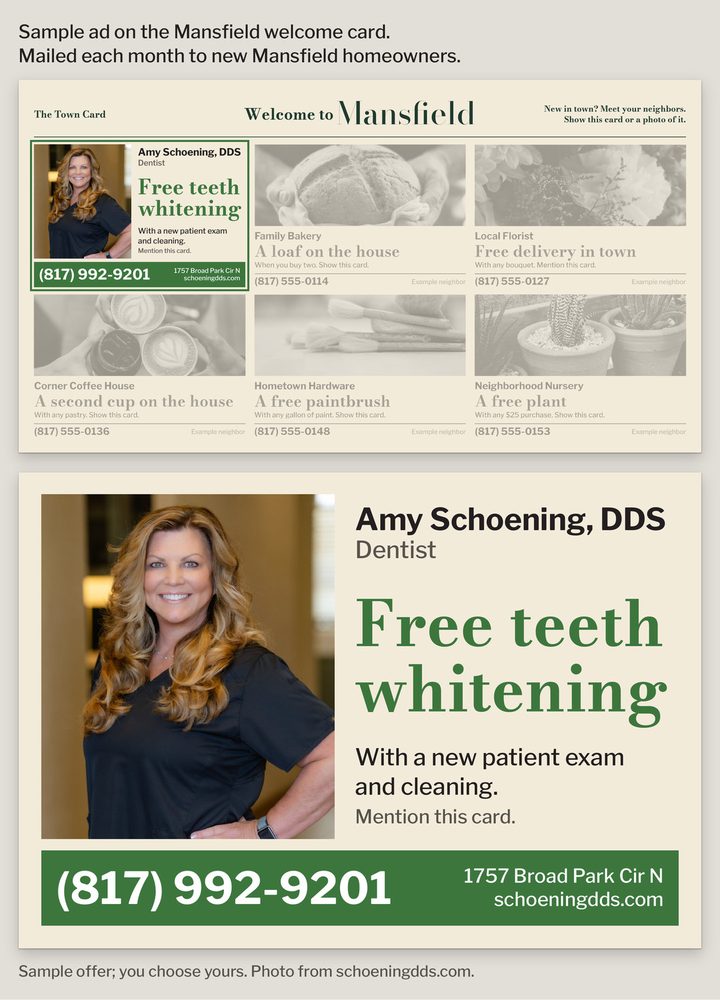 Sample ad on the Mansfield welcome card.
Mailed each month to new Mansfield homeowners.
The Town Card
Welcome to Mansfield
New in town? Meet your neighbors.
Show this card or a photo of it.
Amy Schoening, DDS
Dentist
Free teeth
whitening
With a new patient exam
and cleaning.
Mention this card.
(817) 992-9201
1757 Broad Park Cir N
schoeningdds.com
Family Bakery
A loaf on the house
When you buy two. Show this card.
(817) 555-0114
Example neighbor
Local Florist
Free delivery in town
With any bouquet. Mention this card.
(817) 555-0127
Example neighbor
Corner Coffee House
A second cup on the house
With any pastry. Show this card.
(817) 555-0136
Example neighbor
Hometown Hardware
A free paintbrush
With any gallon of paint. Show this card.
(817) 555-0148
Example neighbor
Neighborhood Nursery
A free plant
With any $25 purchase. Show this card.
(817) 555-0153
Example neighbor
Amy Schoening, DDS
Dentist
Free teeth
whitening
With a new patient exam
and cleaning.
Mention this card.
(817) 992-9201
1757 Broad Park Cir N
schoeningdds.com
Sample offer; you choose yours. Photo from schoeningdds.com.